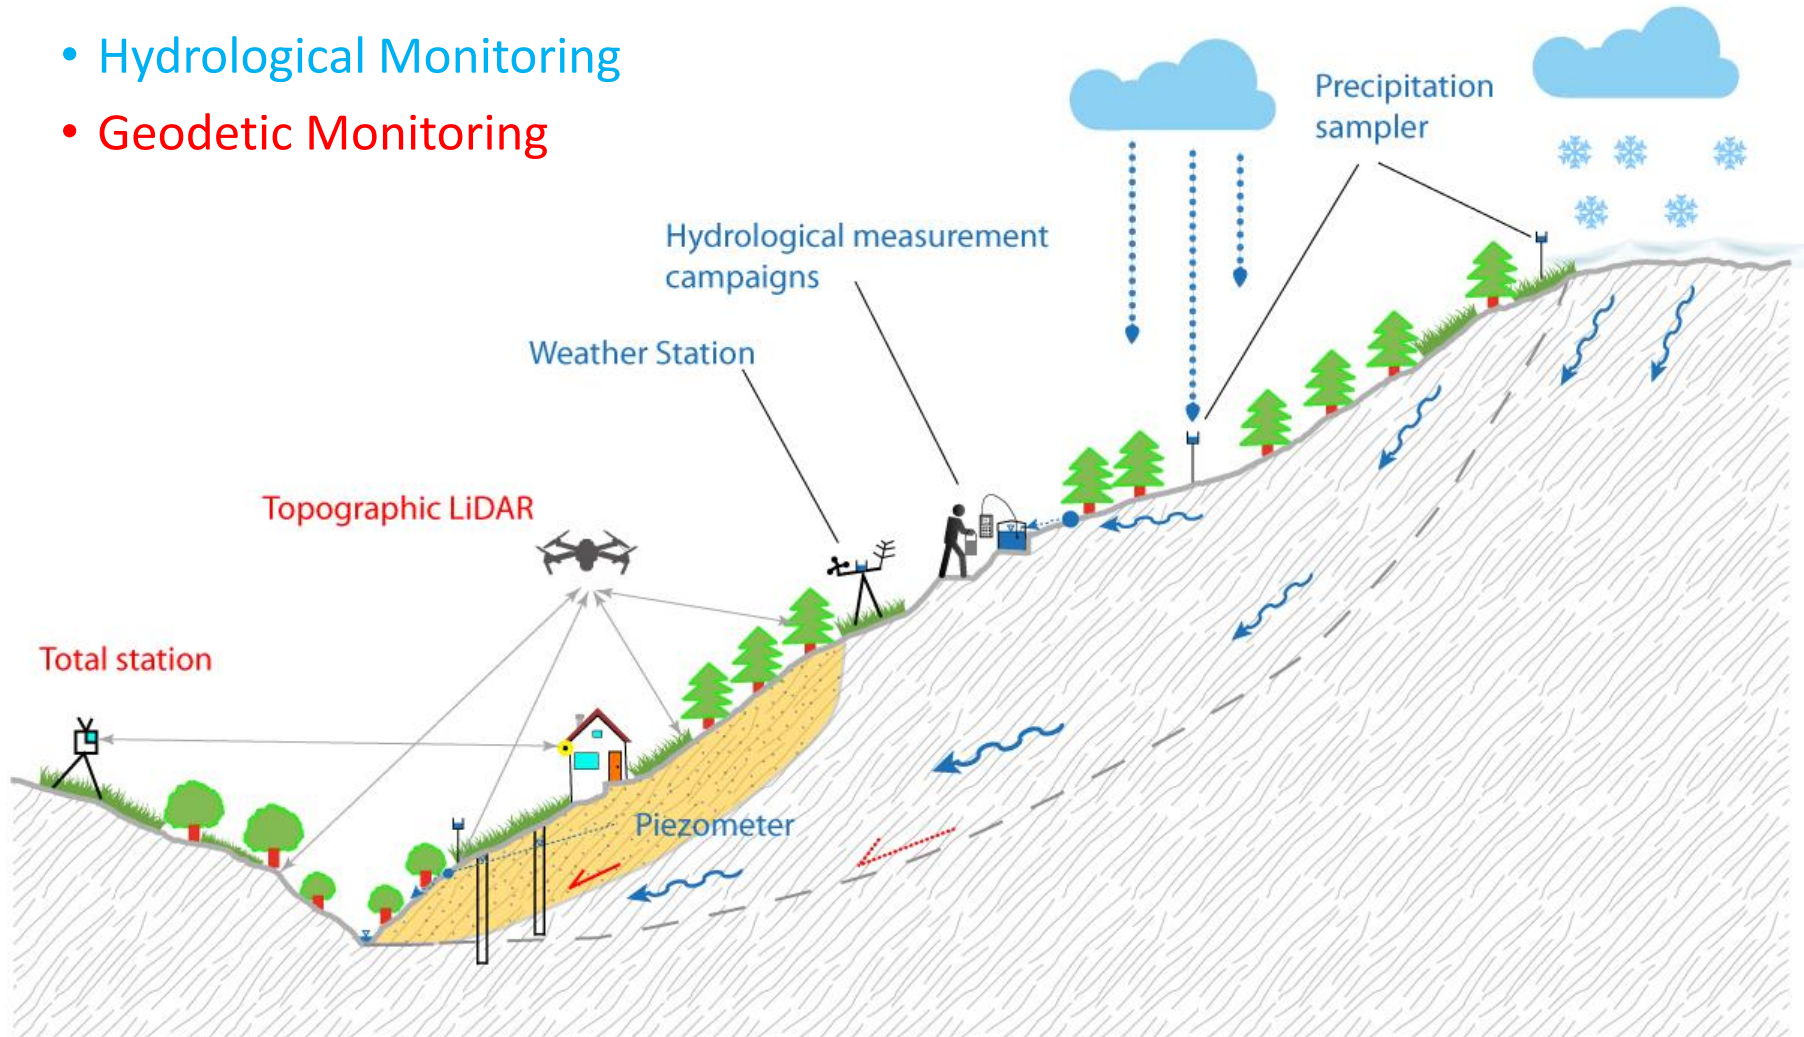 • Hydrological Monitoring
• Geodetic Monitoring
Precipitation
sampler
Hydrological measurement
campaigns
Weather Station
Topographic LiDAR
Total station
Piezometer